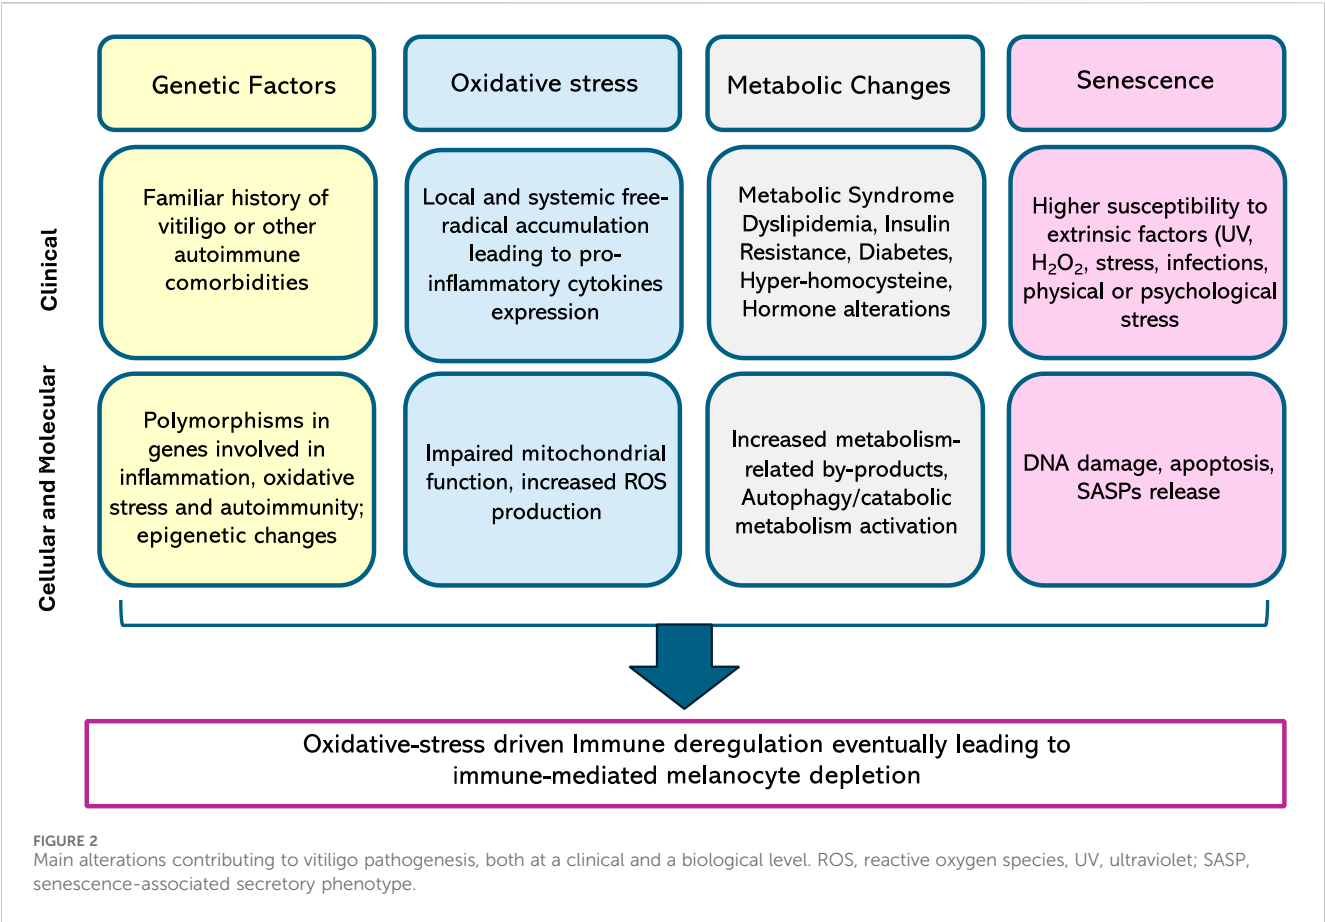 Genetic Factors
Oxidative stress
Metabolic Changes
Senescence
Clinical
Familiar history of
vitiligo or other
autoimmune
comorbidities
Local and systemic free-
radical accumulation
leading to pro-
inflammatory cytokines
expression
Metabolic Syndrome
Dyslipidemia, Insulin
Resistance, Diabetes,
Hyper-homocysteine,
Hormone alterations
Higher susceptibility to
extrinsic factors (UV,
H₂O₂, stress, infections,
physical or psychological
stress
Cellular and Molecular
Polymorphisms in
genes involved in
inflammation, oxidative
stress and autoimmunity;
epigenetic changes
Impaired mitochondrial
function, increased ROS
production
Increased metabolism-
related by-products,
Autophagy/catabolic
metabolism activation
DNA damage, apoptosis,
SASPs release
Oxidative-stress driven Immune deregulation eventually leading to
immune-mediated melanocyte depletion
FIGURE 2
Main alterations contributing to vitiligo pathogenesis, both at a clinical and a biological level. ROS, reactive oxygen species, UV, ultraviolet; SASP,
senescence-associated secretory phenotype.